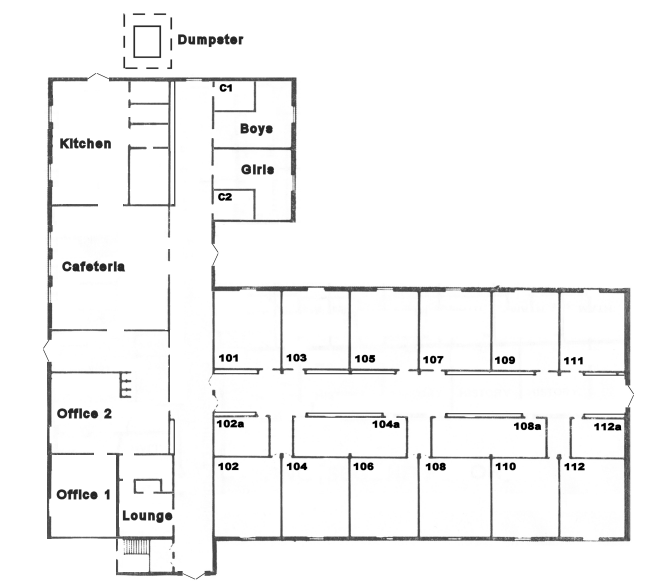 Dumpster
C1
Boys
Kitchen
Girls
C2
Cafeteria
101
103
105
107
109
111
102a
104a
108a
112a
Office 2
102
104
106
108
110
112
Office 1
Lounge